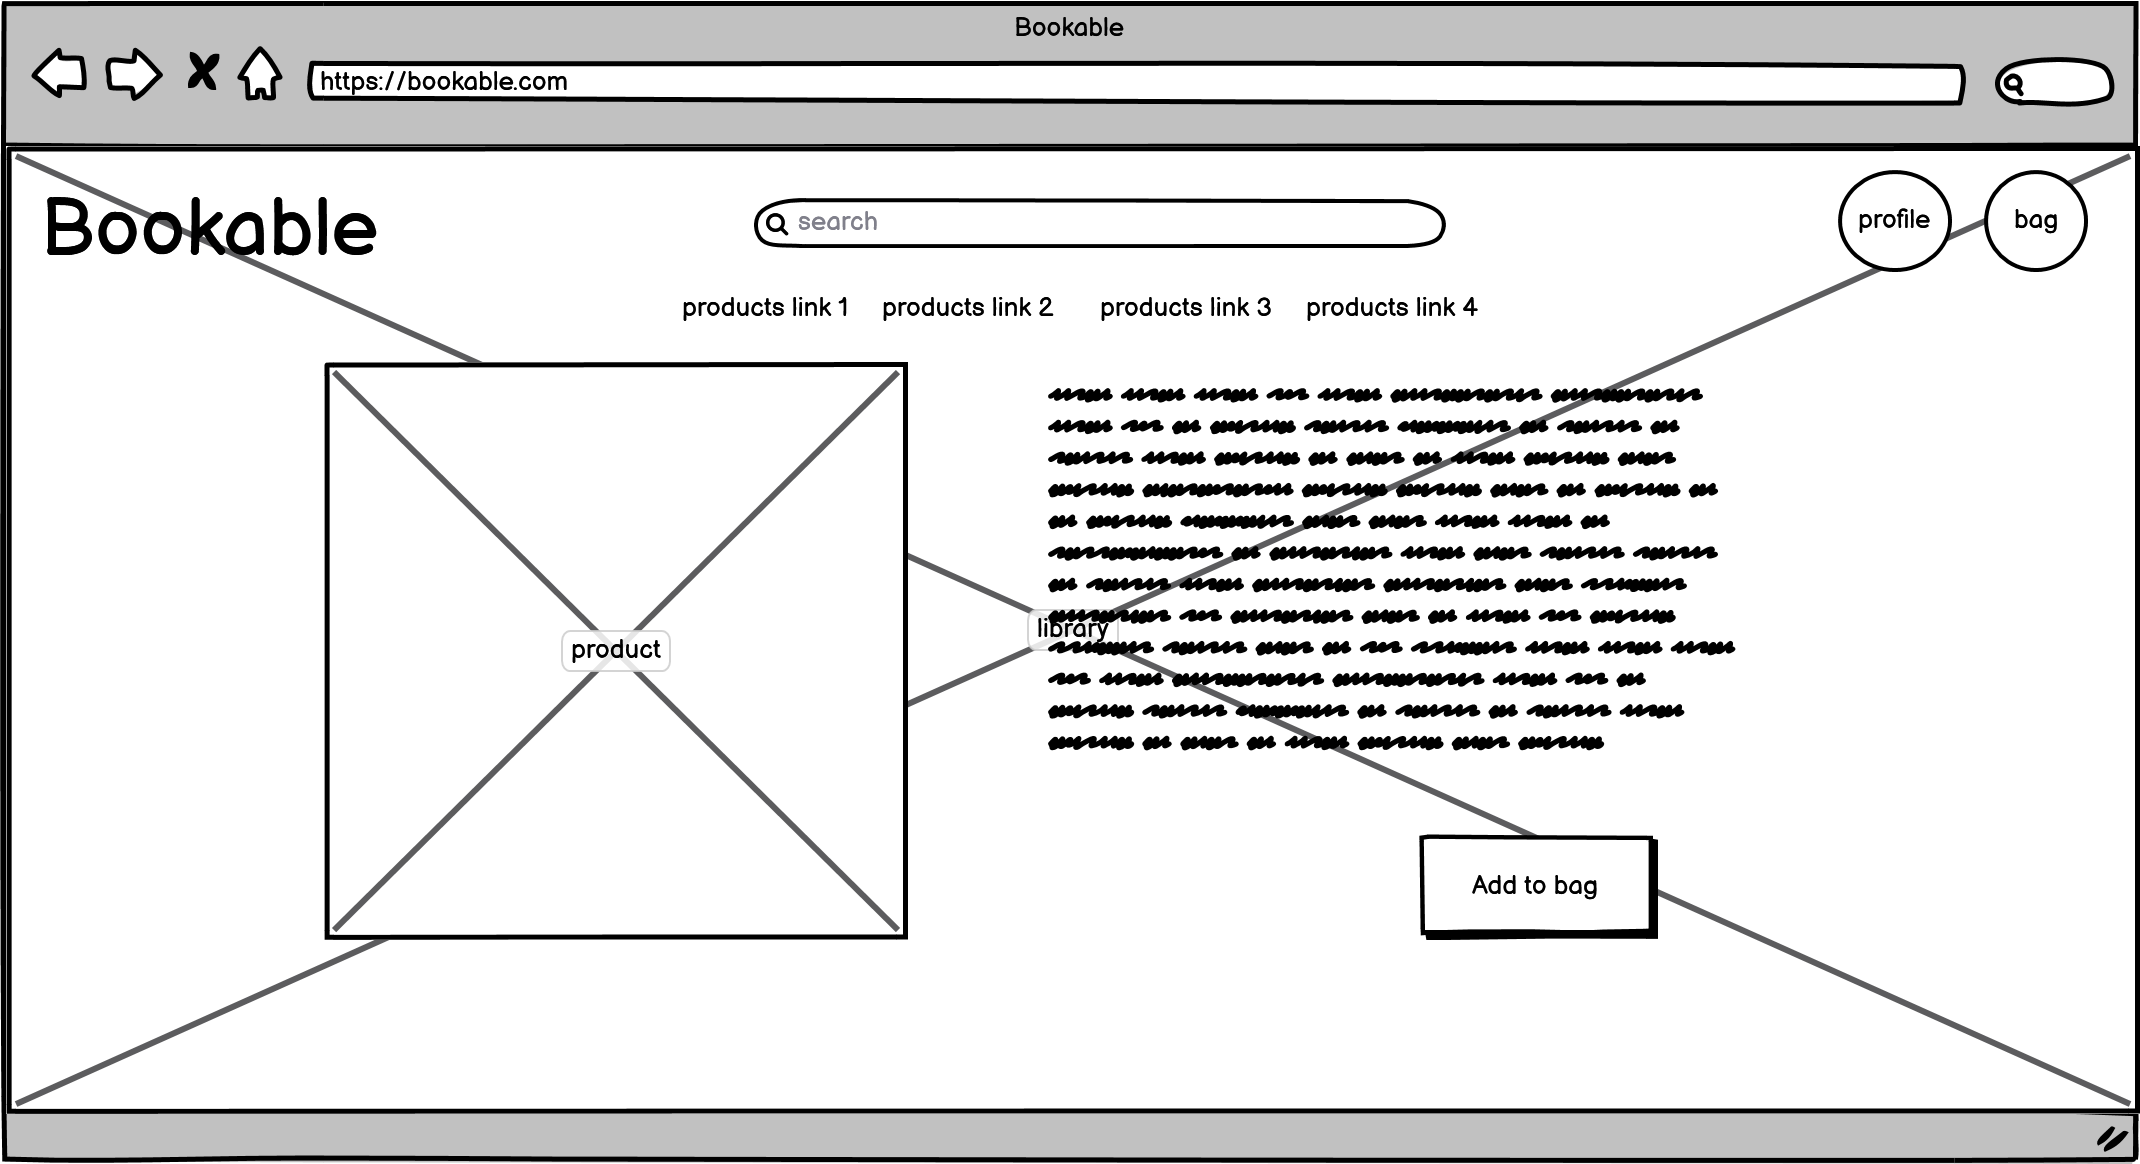 Bookable
https://bookable.com
Bookable
search
profile
bag
products link 1 products link 2 products link 3 products link 4
product
library
Add to bag